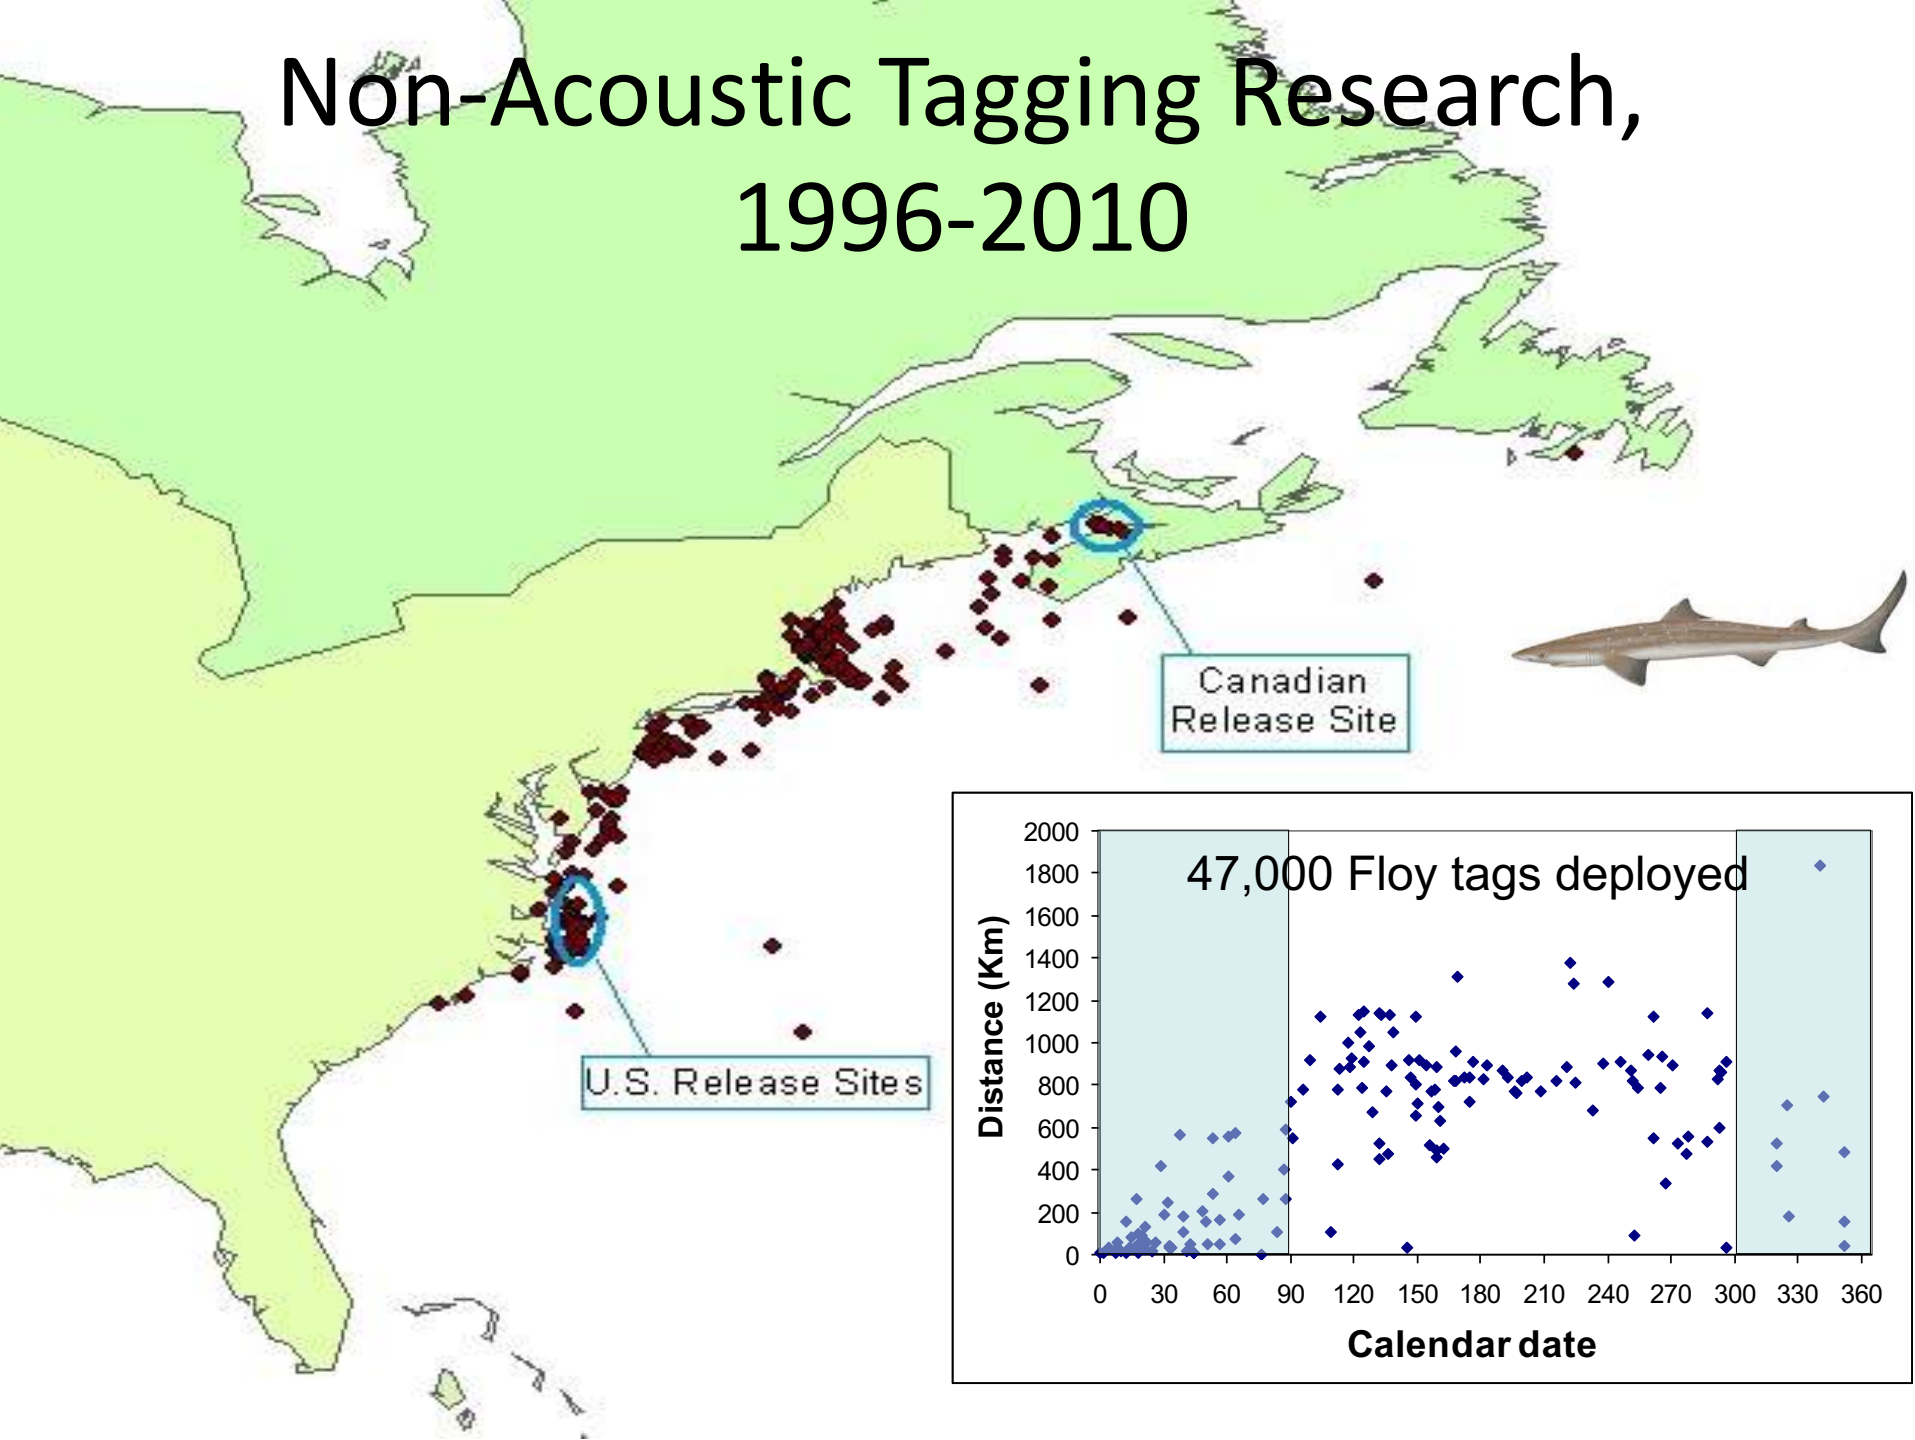 Non-Acoustic Tagging Research,
1996-2010
Canadian
Release Site
U.S. Release Sites
47,000 Floy tags deployed
2000
1800
1600
1400
1200
1000
800
600
400
200
0
Distance (Km)
0 30 60 90 120 150 180 210 240 270 300 330 360
Calendar date